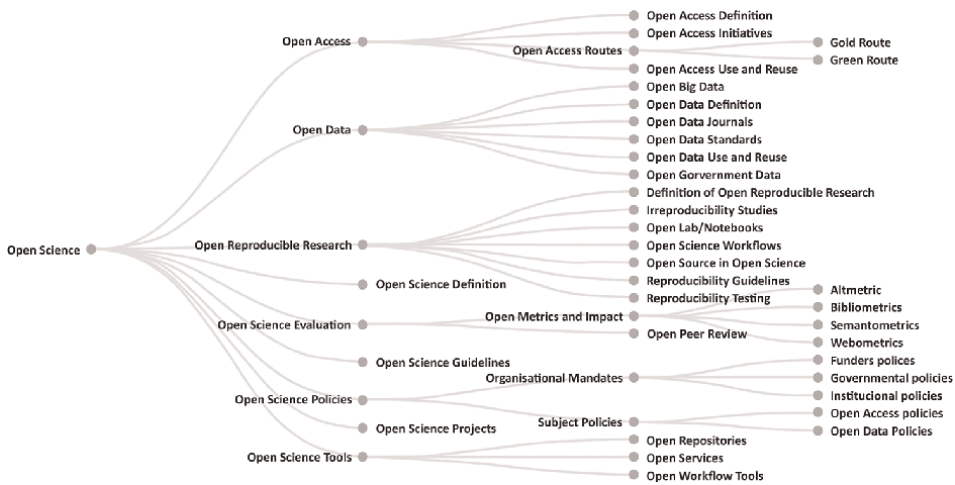 Open Science
Open Access
Open Access Definition
Open Access Initiatives
Open Access Routes
Gold Route
Green Route
Open Access Use and Reuse
Open Data
Open Big Data
Open Data Definition
Open Data Journals
Open Data Standards
Open Data Use and Reuse
Open Gorvernment Data
Open Reproducible Research
Definition of Open Reproducible Research
Irreproducibility Studies
Open Lab/Notebooks
Open Science Workflows
Open Source in Open Science
Reproducibility Guidelines
Reproducibility Testing
Open Science Definition
Open Science Evaluation
Open Metrics and Impact
Altmetric
Bibliometrics
Semantometrics
Webometrics
Open Peer Review
Open Science Guidelines
Open Science Policies
Organisational Mandates
Funders polices
Governmental policies
Institucional policies
Subject Policies
Open Access policies
Open Data Policies
Open Science Projects
Open Science Tools
Open Repositories
Open Services
Open Workflow Tools